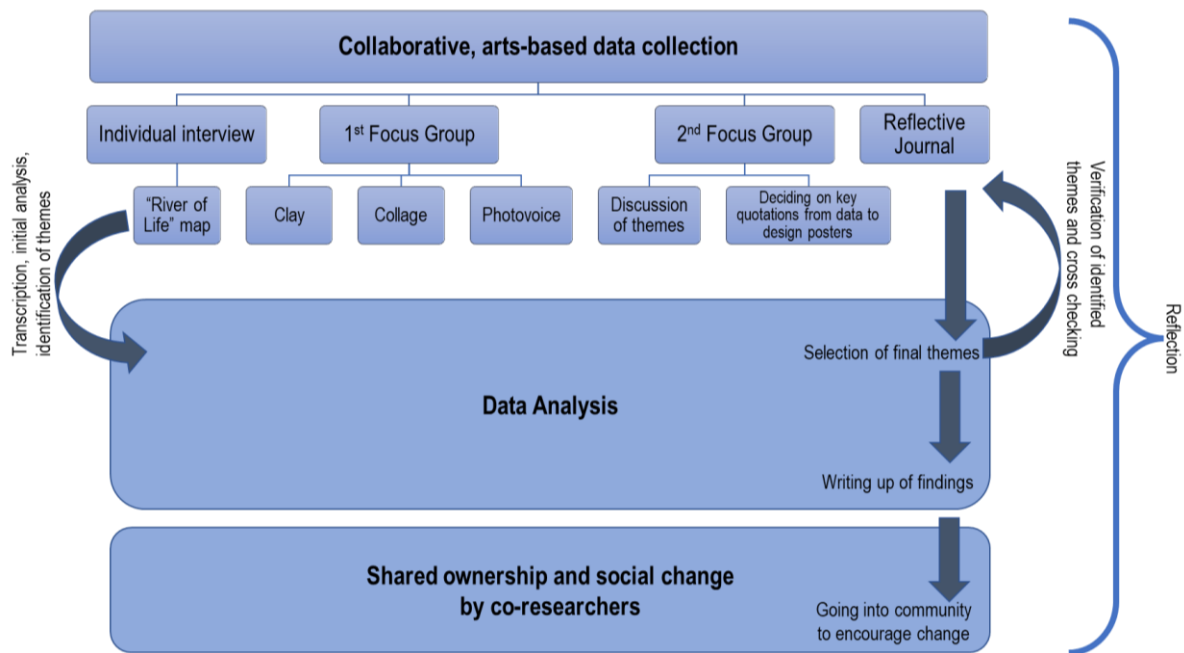 Collaborative, arts-based data collection
Individual interview
1st Focus Group
2nd Focus Group
Reflective
Journal
"River of
Life" map
Clay
Collage
Photovoice
Discussion
of themes
Deciding on key
quotations from data to
design posters
Transcription, initial analysis,
identification of themes
Verification of identified
themes and cross checking
Reflection
Selection of final themes
Data Analysis
Writing up of findings
Shared ownership and social change
by co-researchers
Going into community
to encourage change